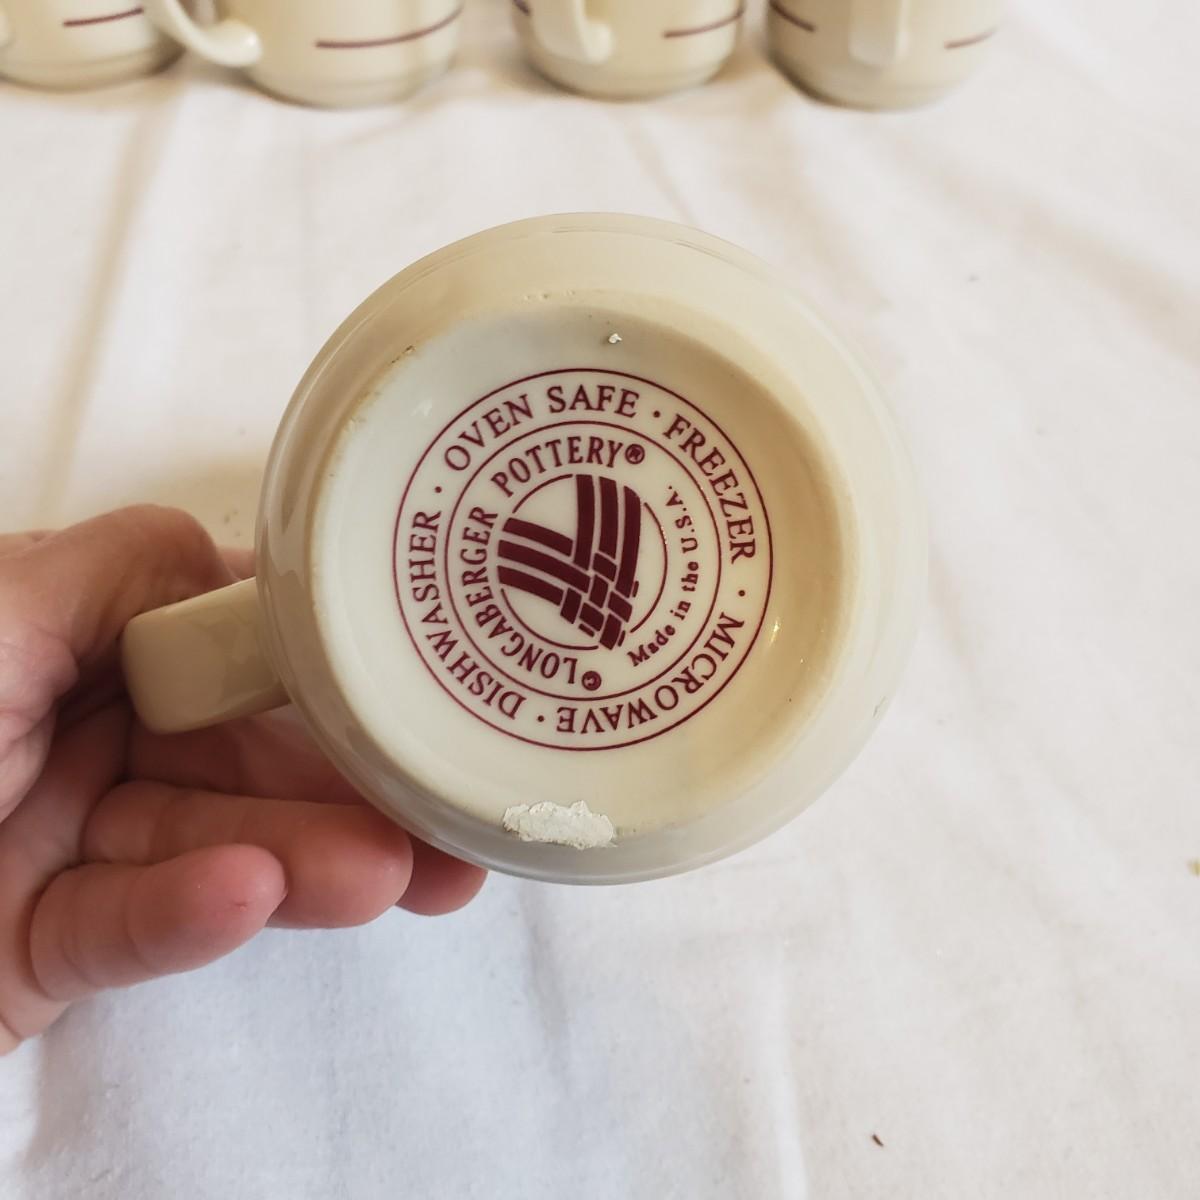 OVEN SAFE · FREEZER · MICROWAVE · DISHWASHER ·
© LONGABERGER POTTERY®
Made in the U.S.A.